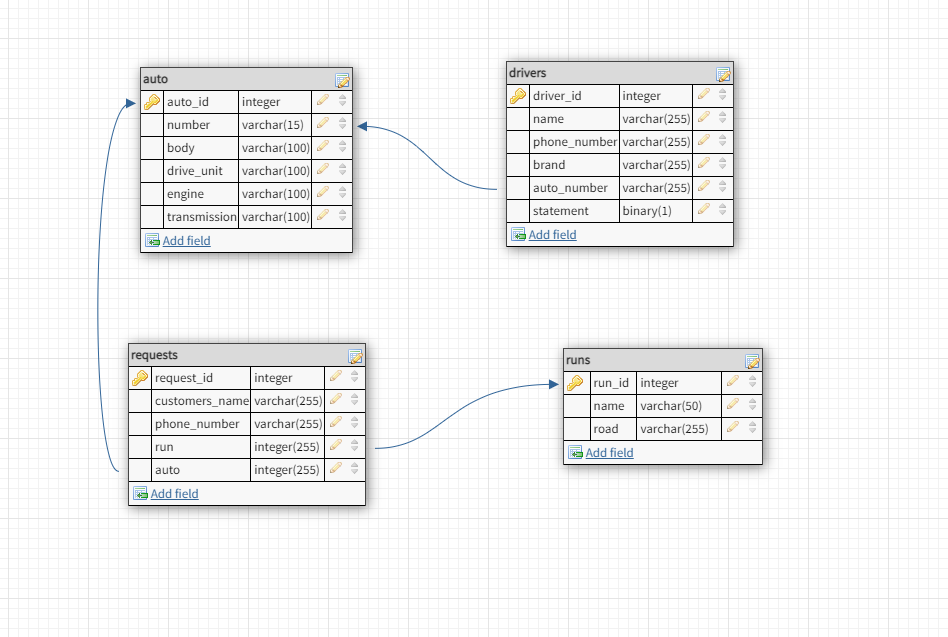 auto
auto_id integer
number varchar(15)
body varchar(100)
drive_unit varchar(100)
engine varchar(100)
transmission varchar(100)
Add field
drivers
driver_id integer
name varchar(255)
phone_number varchar(255)
brand varchar(255)
auto_number varchar(255)
statement binary(1)
Add field
requests
request_id integer
customers_name varchar(255)
phone_number varchar(255)
run integer(255)
auto integer(255)
Add field
runs
run_id integer
name varchar(50)
road varchar(255)
Add field